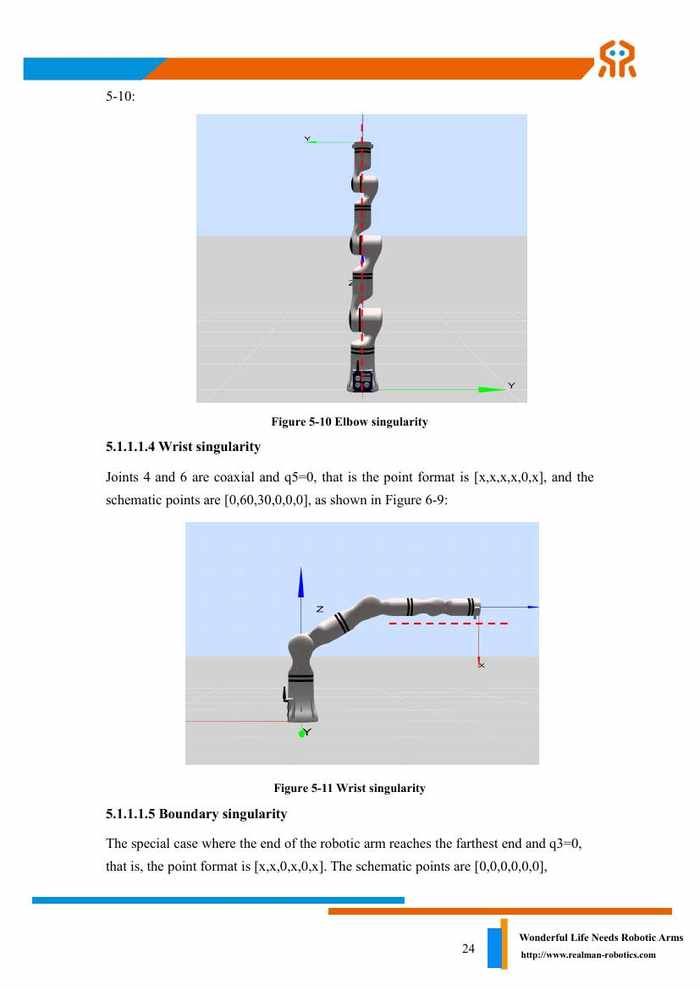 5-10:
Y
Z
Y
Figure 5-10 Elbow singularity
5.1.1.1.4 Wrist singularity
Joints 4 and 6 are coaxial and q5=0, that is the point format is [x,x,x,x,0,x], and the
schematic points are [0,60,30,0,0,0], as shown in Figure 6-9:
Z
X
Y
Figure 5-11 Wrist singularity
5.1.1.1.5 Boundary singularity
The special case where the end of the robotic arm reaches the farthest end and q3=0,
that is, the point format is [x,x,0,x,0,x]. The schematic points are [0,0,0,0,0,0],
24
Wonderful Life Needs Robotic Arms
http://www.realman-robotics.com